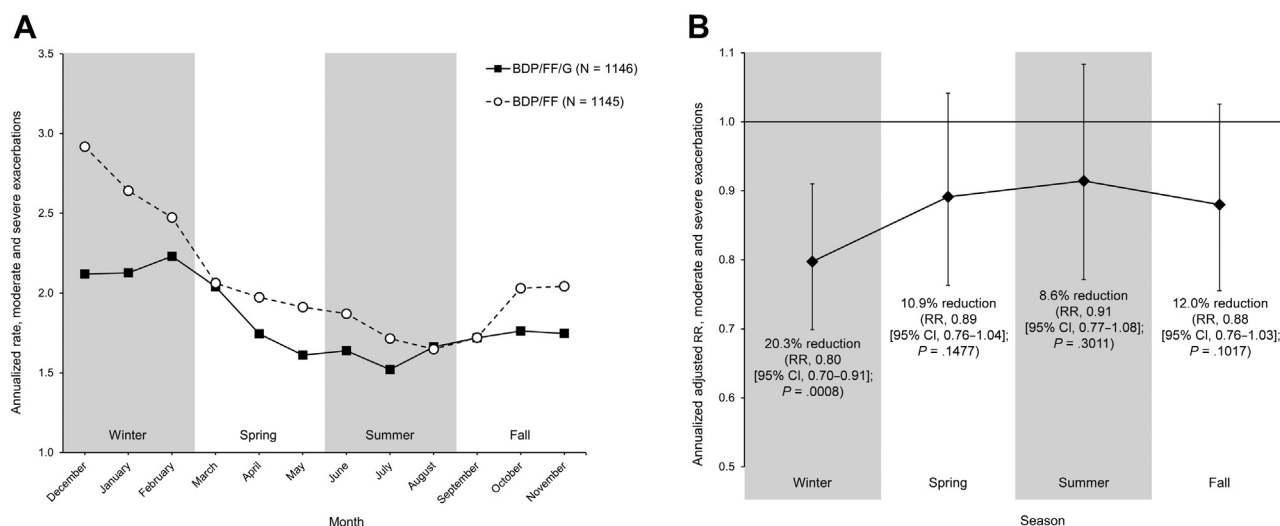 A
Annualized rate, moderate and severe exacerbations
3.5
3.0
2.5
2.0
1.5
1.0
BDP/FF/G (N = 1146)
BDP/FF (N = 1145)
Winter
Spring
Summer
Fall
December
January
February
March
April
May
June
July
August
September
October
November
Month
B
Annualized adjusted RR, moderate and severe exacerbations
1.1
1.0
0.9
0.8
0.7
0.6
0.5
20.3% reduction
(RR, 0.80
[95% CI, 0.70–0.91];
P = .0008)
10.9% reduction
(RR, 0.89
[95% CI, 0.76–1.04];
P = .1477)
8.6% reduction
(RR, 0.91
[95% CI, 0.77–1.08];
P = .3011)
12.0% reduction
(RR, 0.88
[95% CI, 0.76–1.03];
P = .1017)
Winter
Spring
Summer
Fall
Season